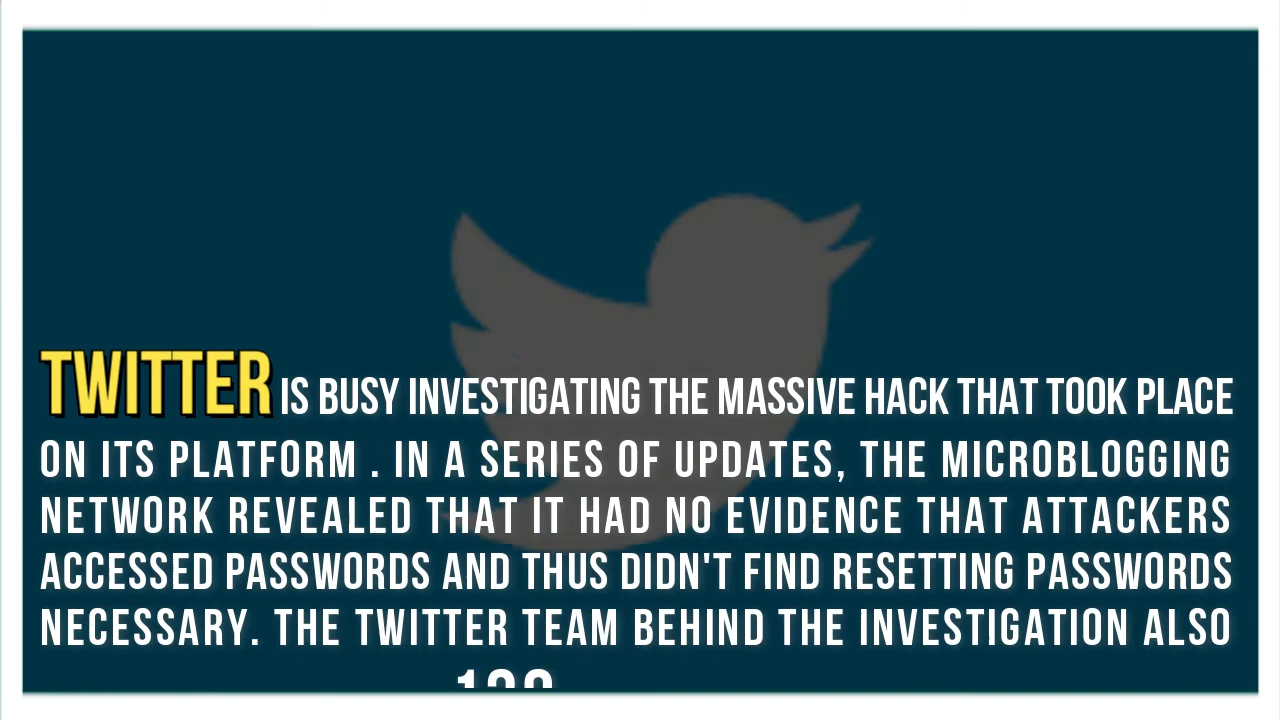 TWITTER IS BUSY INVESTIGATING THE MASSIVE HACK THAT TOOK PLACE
ON ITS PLATFORM . IN A SERIES OF UPDATES, THE MICROBLOGGING
NETWORK REVEALED THAT IT HAD NO EVIDENCE THAT ATTACKERS
ACCESSED PASSWORDS AND THUS DIDN'T FIND RESETTING PASSWORDS
NECESSARY. THE TWITTER TEAM BEHIND THE INVESTIGATION ALSO